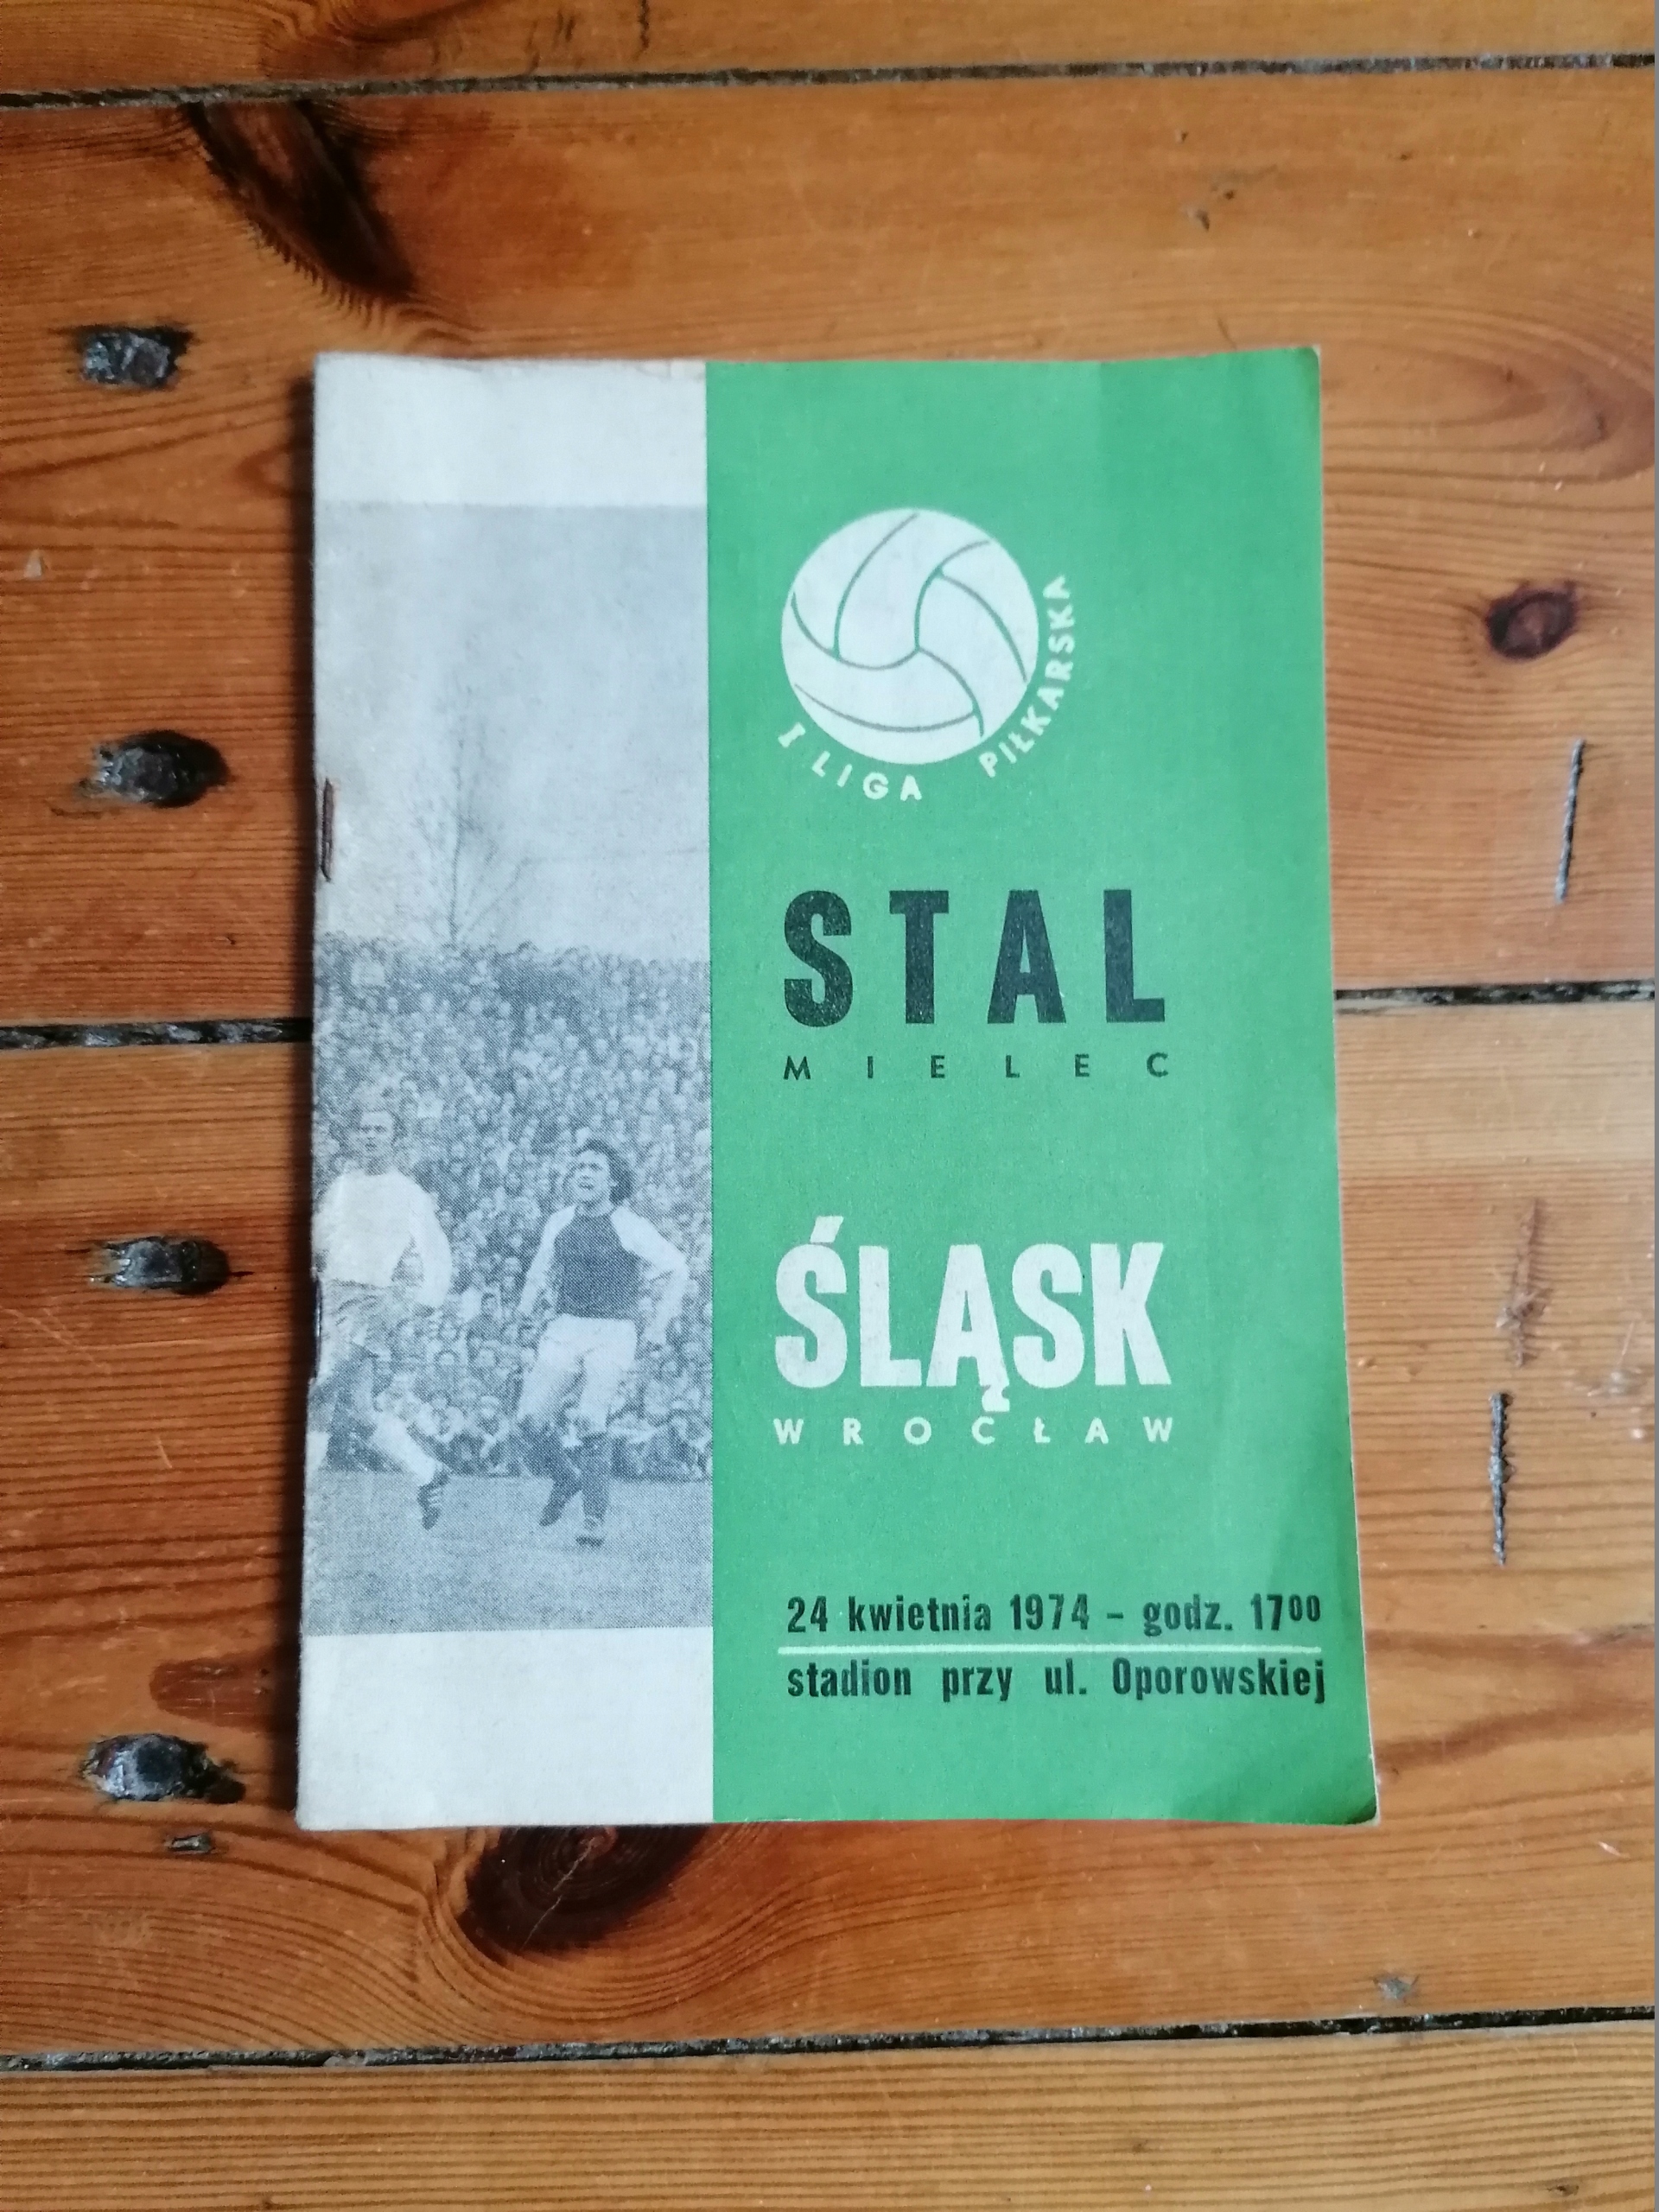 I LIGA PIŁKARSKA
STAL
MIELEC
ŚLĄSK
WROCŁAW
24 kwietnia 1974 – godz. 17⁰⁰
stadion przy ul. Oporowskiej